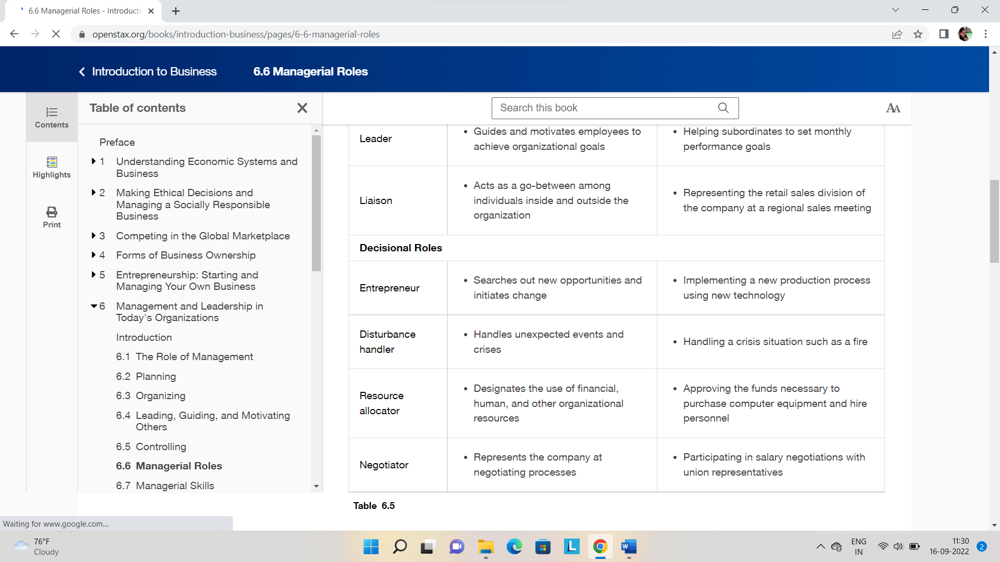 6.6 Managerial Roles - Introducti
openstax.org/books/introduction-business/pages/6-6-managerial-roles
Introduction to Business
6.6 Managerial Roles
Contents
Highlights
Print
Table of contents
Preface
1 Understanding Economic Systems and
Business
2 Making Ethical Decisions and
Managing a Socially Responsible
Business
3 Competing in the Global Marketplace
4 Forms of Business Ownership
5 Entrepreneurship: Starting and
Managing Your Own Business
6 Management and Leadership in
Today's Organizations
Introduction
6.1 The Role of Management
6.2 Planning
6.3 Organizing
6.4 Leading, Guiding, and Motivating
Others
6.5 Controlling
6.6 Managerial Roles
6.7 Managerial Skills
Search this book
AA
Leader
• Guides and motivates employees to
achieve organizational goals
• Helping subordinates to set monthly
performance goals
Liaison
• Acts as a go-between among
individuals inside and outside the
organization
• Representing the retail sales division of
the company at a regional sales meeting
Decisional Roles
Entrepreneur
• Searches out new opportunities and
initiates change
• Implementing a new production process
using new technology
Disturbance
handler
• Handles unexpected events and
crises
• Handling a crisis situation such as a fire
Resource
allocator
• Designates the use of financial,
human, and other organizational
resources
• Approving the funds necessary to
purchase computer equipment and hire
personnel
Negotiator
• Represents the company at
negotiating processes
• Participating in salary negotiations with
union representatives
Table 6.5
Waiting for www.google.com...
76°F
Cloudy
L
W
ENG
IN
11:30
16-09-2022
2